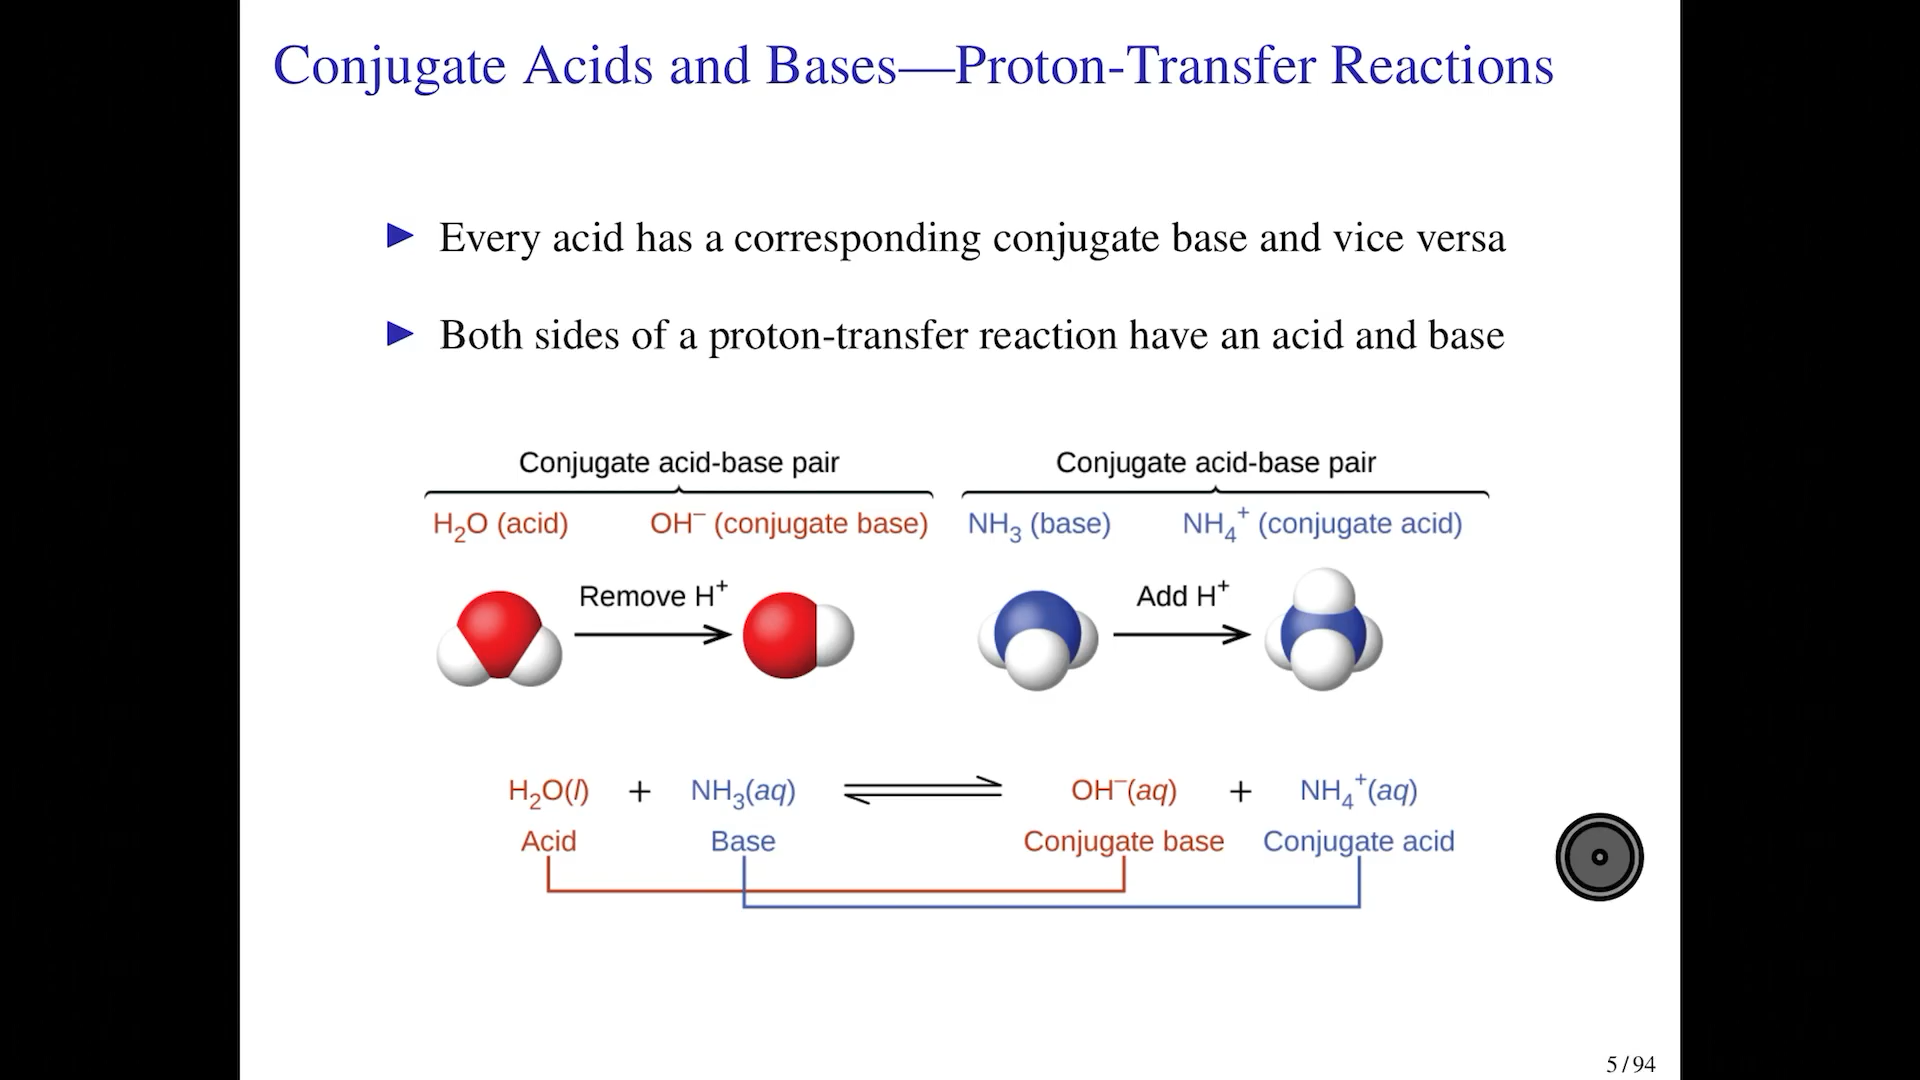 Conjugate Acids and Bases—Proton-Transfer Reactions
▶ Every acid has a corresponding conjugate base and vice versa
▶ Both sides of a proton-transfer reaction have an acid and base
Conjugate acid-base pair Conjugate acid-base pair
H₂O (acid) OH⁻ (conjugate base) NH₃ (base) NH₄⁺ (conjugate acid)
Remove H⁺ Add H⁺
H₂O(l) + NH₃(aq) ⇌ OH⁻(aq) + NH₄⁺(aq)
Acid Base Conjugate base Conjugate acid
5 / 94